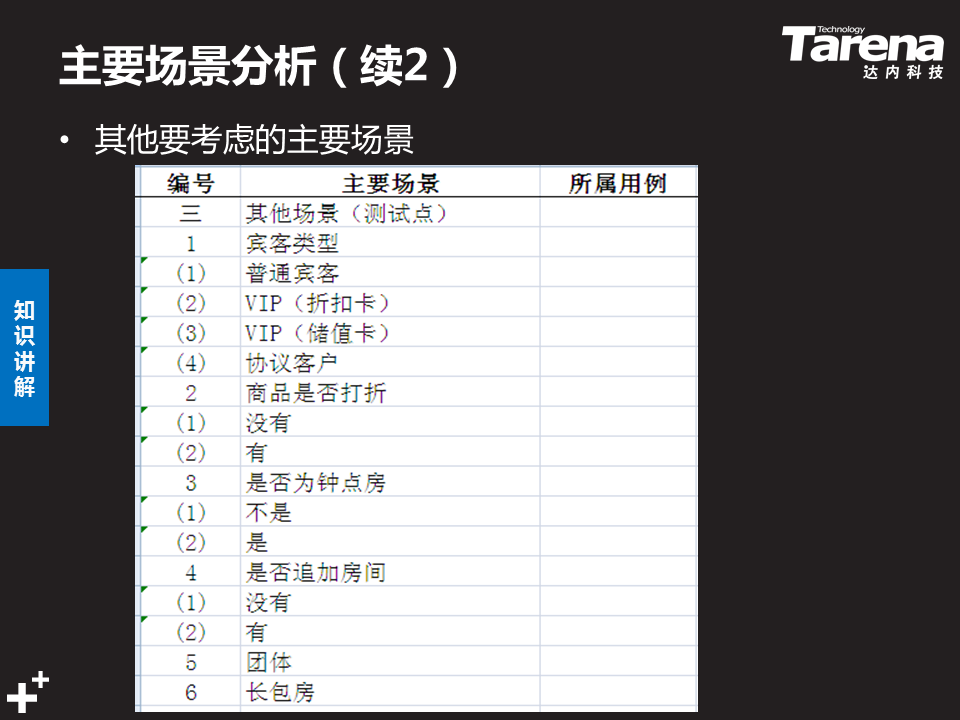 主要场景分析（续2）
Technology
Tarena
达内科技
• 其他要考虑的主要场景
编号 主要场景 所属用例
三 其他场景（测试点）
1 宾客类型
(1) 普通宾客
(2) VIP（折扣卡）
(3) VIP（储值卡）
(4) 协议客户
2 商品是否打折
(1) 没有
(2) 有
3 是否为钟点房
(1) 不是
(2) 是
4 是否追加房间
(1) 没有
(2) 有
5 团体
6 长包房
知识讲解